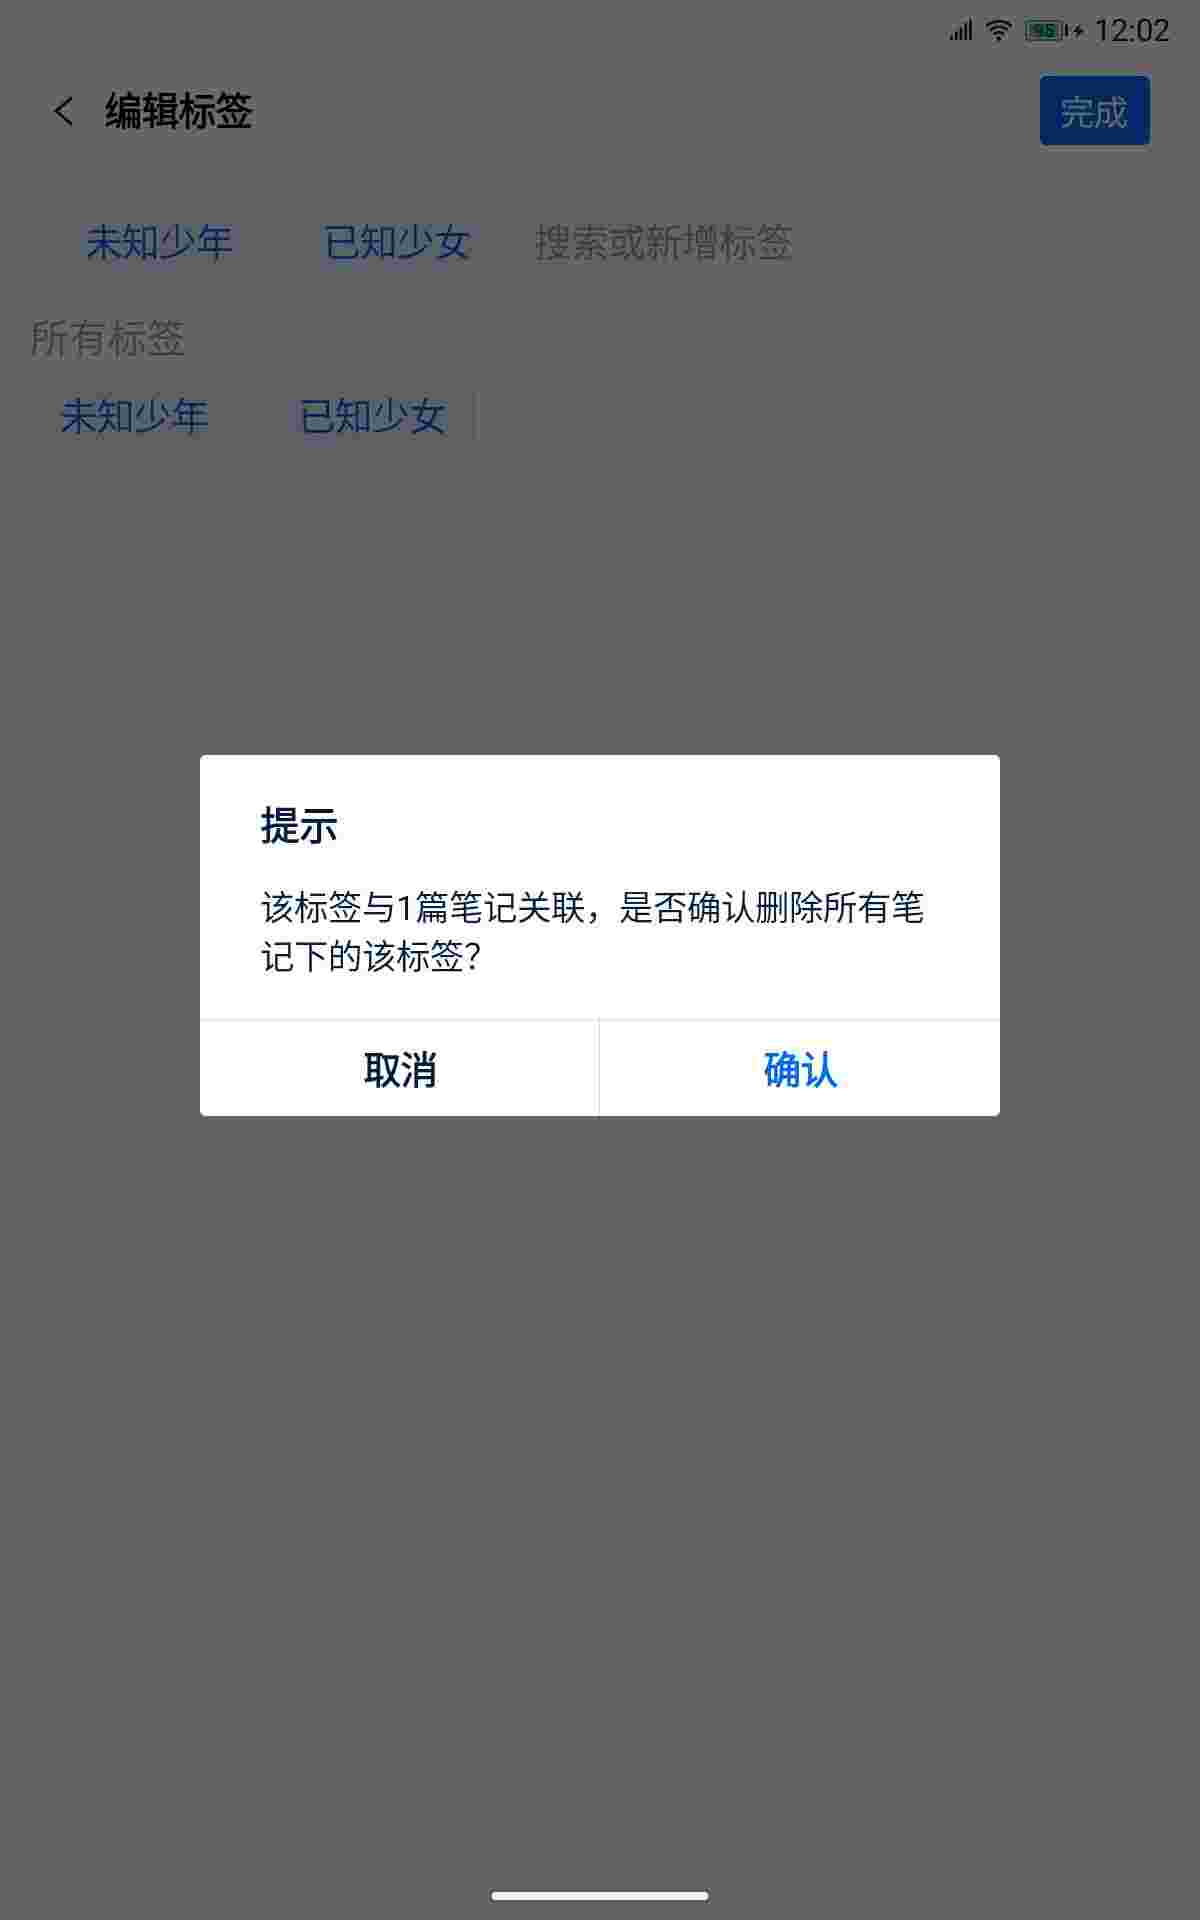 95 12:02
编辑标签
完成
未知少年 已知少女 搜索或新增标签
所有标签
未知少年 已知少女
提示
该标签与1篇笔记关联，是否确认删除所有笔
记下的该标签？
取消 确认